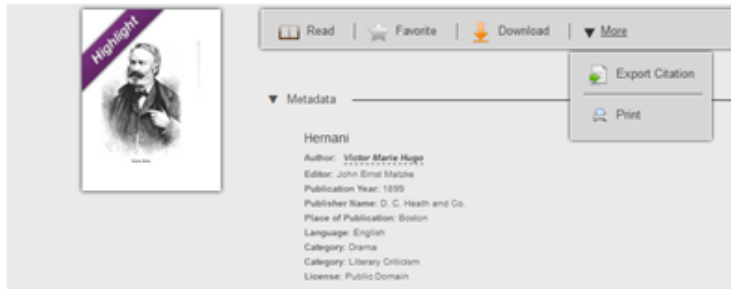 Highlight
Read | Favorite | Download | ▼ More
Export Citation
Print
▼ Metadata
Hernani
Author: Victor Marie Hugo
Editor: John Ernst Matzke
Publication Year: 1899
Publisher Name: D. C. Heath and Co.
Place of Publication: Boston
Language: English
Category: Drama
Category: Literary Criticism
License: Public Domain